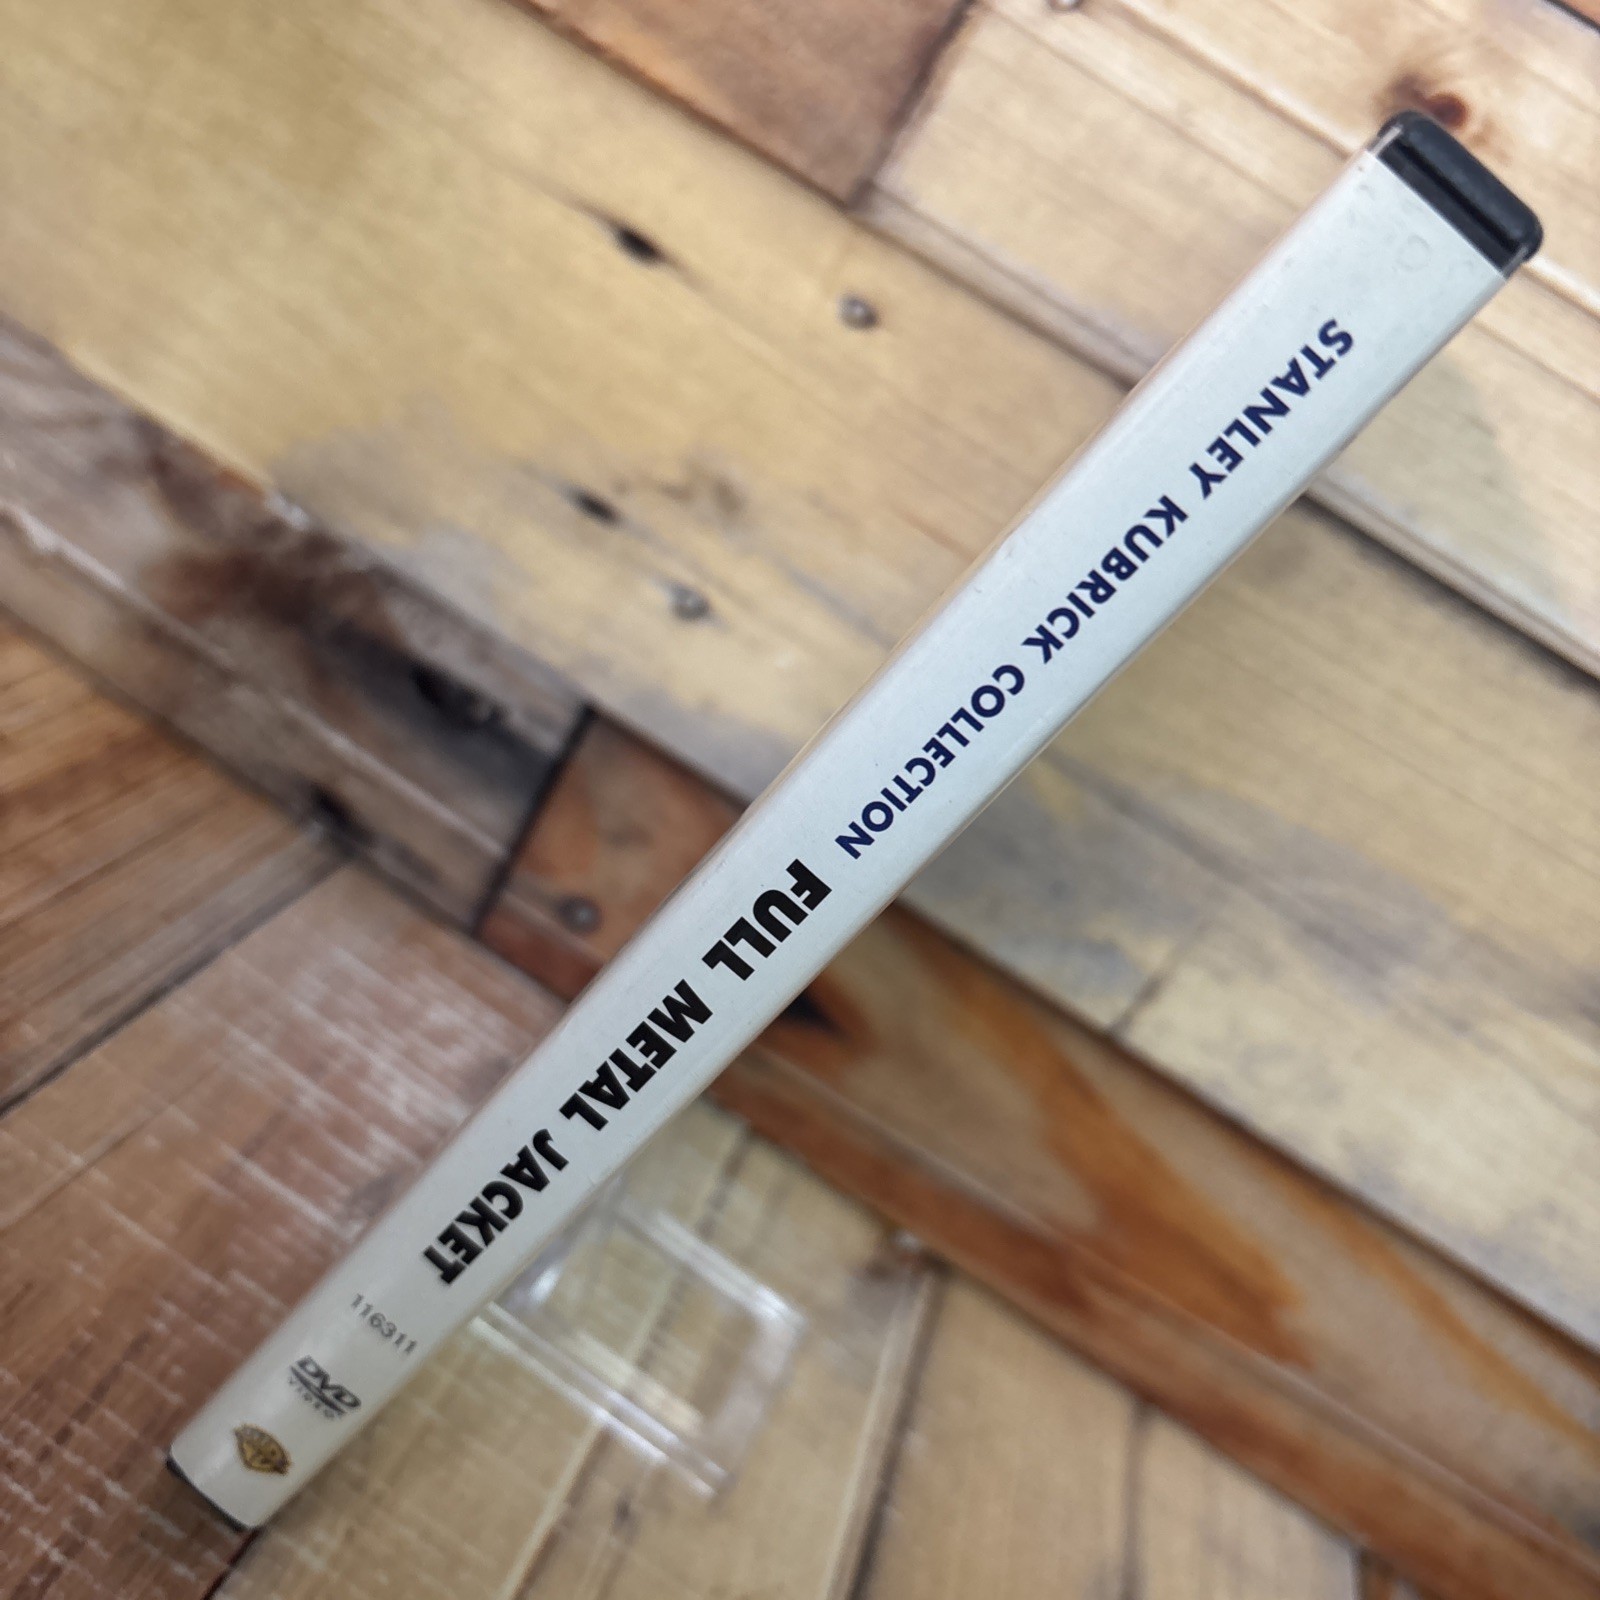 STANLEY KUBRICK COLLECTION FULL METAL JACKET
116311
DVD
VIDEO